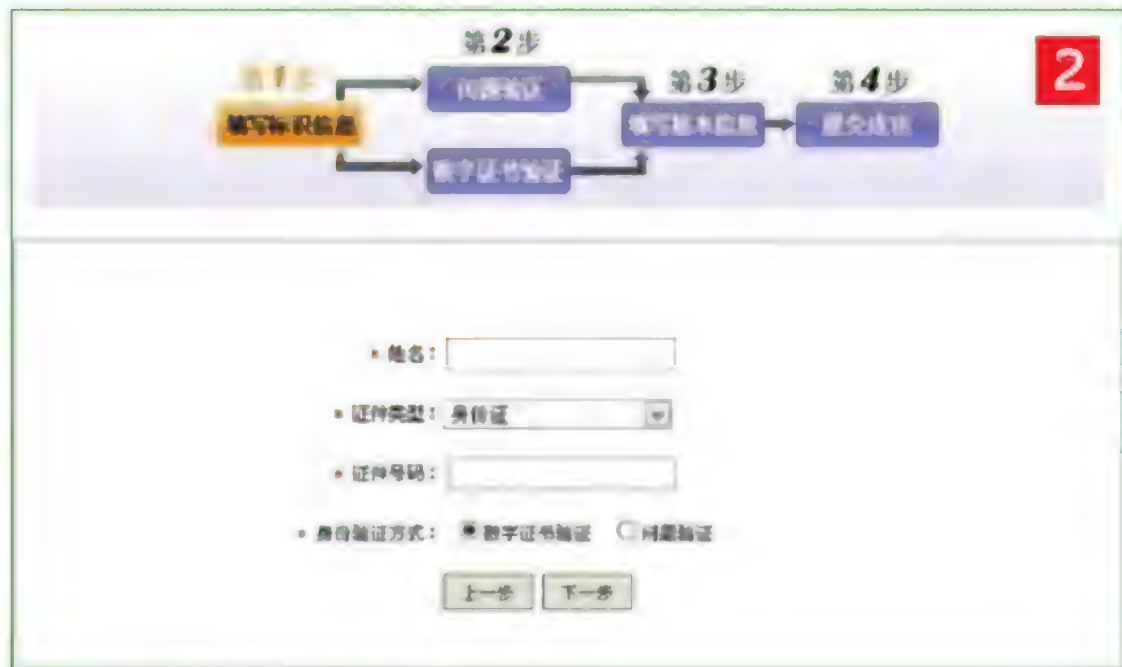 第2步
2
第1步
问题验证
第3步
第4步
填写标识信息
填写基本信息
提交成功
数字证书验证
* 姓名：
* 证件类型： 身份证
* 证件号码：
* 身份验证方式： 数字证书验证 问题验证
上一步 下一步